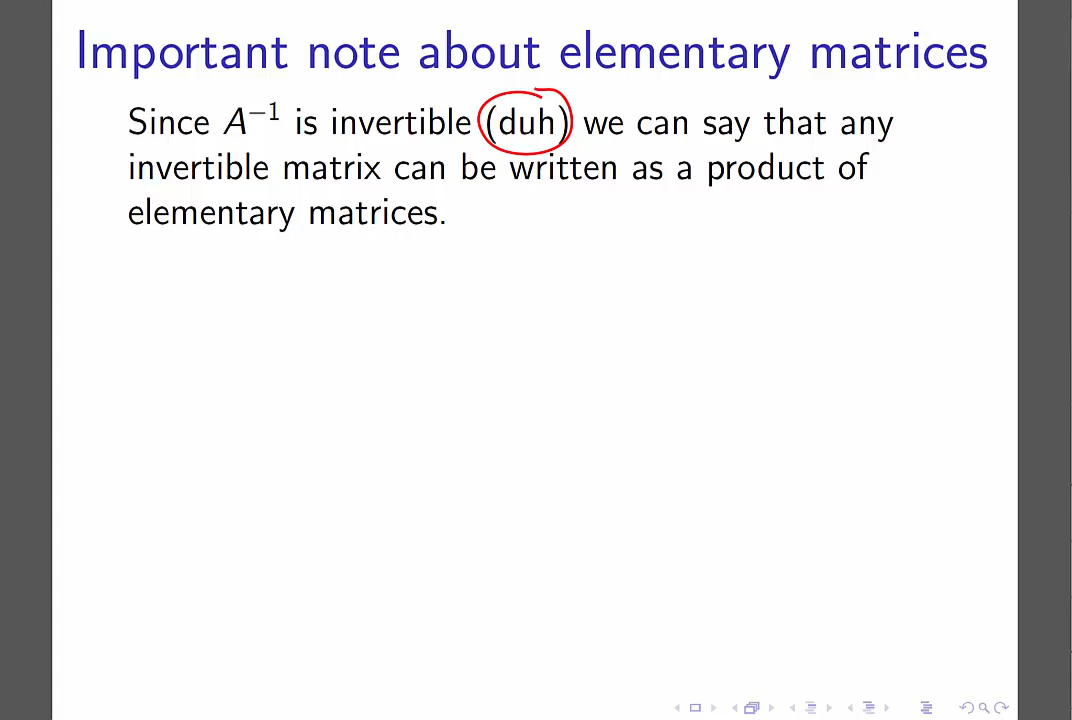 Important note about elementary matrices
Since A⁻¹ is invertible (duh) we can say that any
invertible matrix can be written as a product of
elementary matrices.